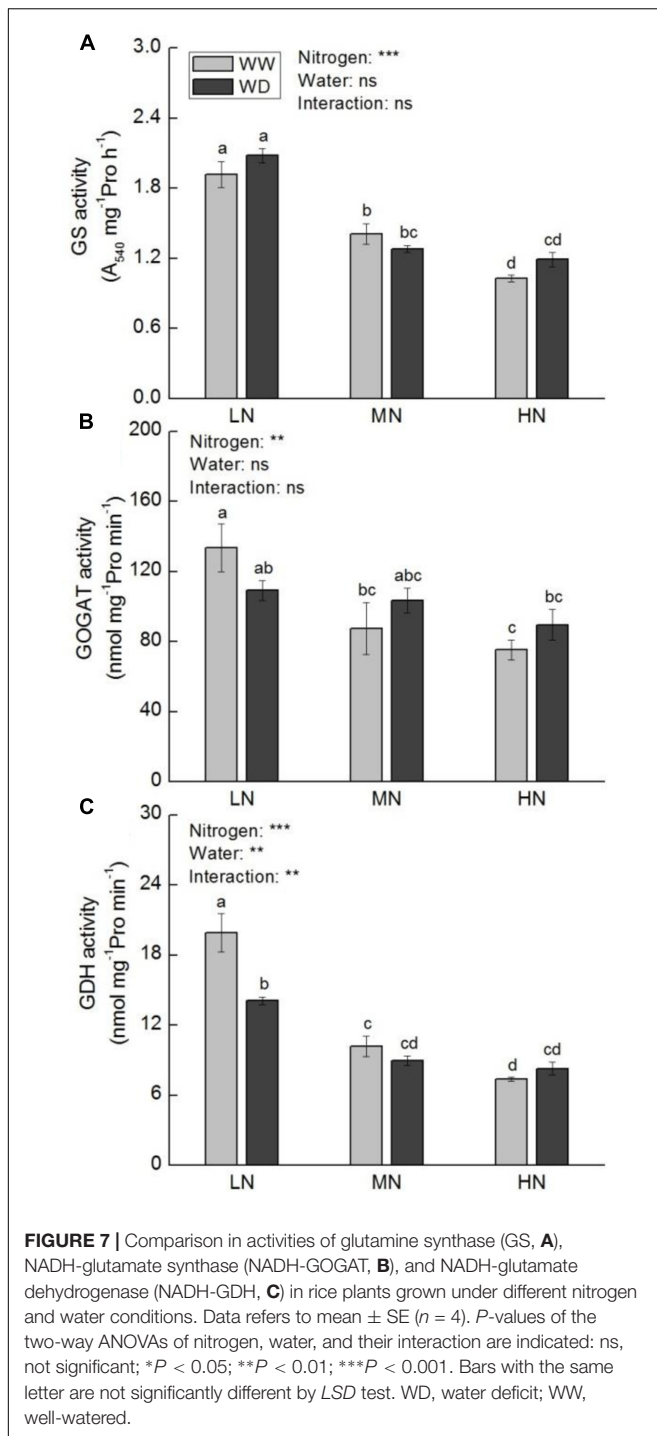 A
3.0
2.4
1.8
1.2
0.6
0.0
GS activity
(A540 mg-1Pro h-1)
WW
WD
Nitrogen: ***
Water: ns
Interaction: ns
a
a
b
bc
d
cd
LN
MN
HN
B
200
160
120
80
40
0
GOGAT activity
(nmol mg-1Pro min-1)
Nitrogen: **
Water: ns
Interaction: ns
a
ab
bc
abc
c
bc
LN
MN
HN
C
30
24
18
12
6
0
GDH activity
(nmol mg-1Pro min-1)
Nitrogen: ***
Water: **
Interaction: **
a
b
c
cd
d
cd
LN
MN
HN
FIGURE 7 | Comparison in activities of glutamine synthase (GS, A),
NADH-glutamate synthase (NADH-GOGAT, B), and NADH-glutamate
dehydrogenase (NADH-GDH, C) in rice plants grown under different nitrogen
and water conditions. Data refers to mean ± SE (n = 4). P-values of the
two-way ANOVAs of nitrogen, water, and their interaction are indicated: ns,
not significant; *P < 0.05; **P < 0.01; ***P < 0.001. Bars with the same
letter are not significantly different by LSD test. WD, water deficit; WW,
well-watered.